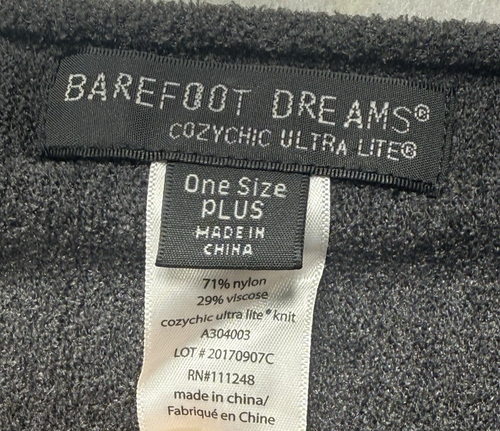 BAREFOOT DREAMS®
COZYCHIC ULTRA LITE®
One Size
PLUS
MADE IN
CHINA
71% nylon
29% viscose
cozychic ultra lite® knit
A304003
LOT # 20170907C
RN#111248
made in china/
Fabriqué en Chine